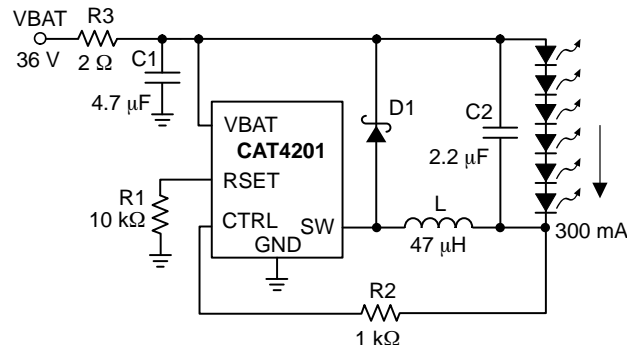 VBAT
36 V
R3
2 Ω
C1
4.7 μF
VBAT
CAT4201
RSET
CTRL
SW
GND
R1
10 kΩ
D1
C2
2.2 μF
L
47 μH
300 mA
R2
1 kΩ